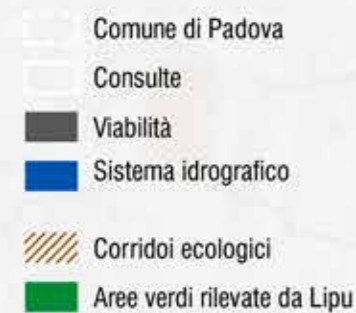 Comune di Padova
Consulte
Viabilità
Sistema idrografico
Corridoi ecologici
Aree verdi rilevate da Lipu